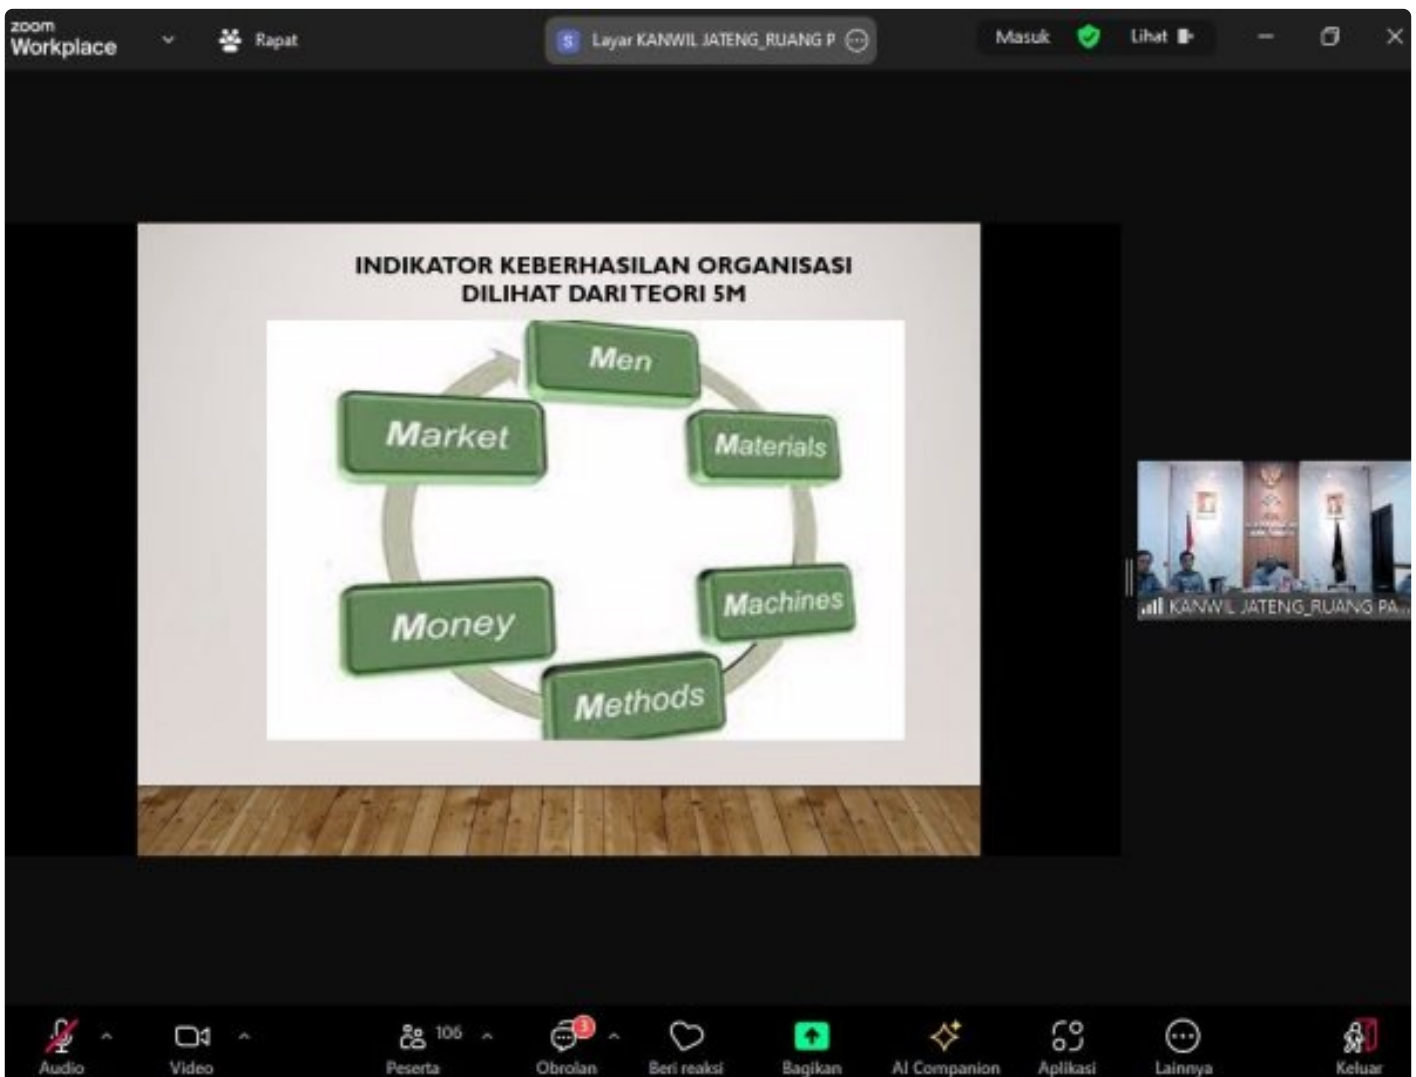 zoom
Workplace
Rapat
S
Layar KANWIL JATENG_RUANG P
Masuk
Lihat
INDIKATOR KEBERHASILAN ORGANISASI
DILIHAT DARI TEORI 5M
Men
Market
Materials
Money
Machines
Methods
KANWIL JATENG_RUANG PA...
106
3
Audio
Video
Peserta
Obrolan
Beri reaksi
Bagikan
AI Companion
Aplikasi
Lainnya
Keluar